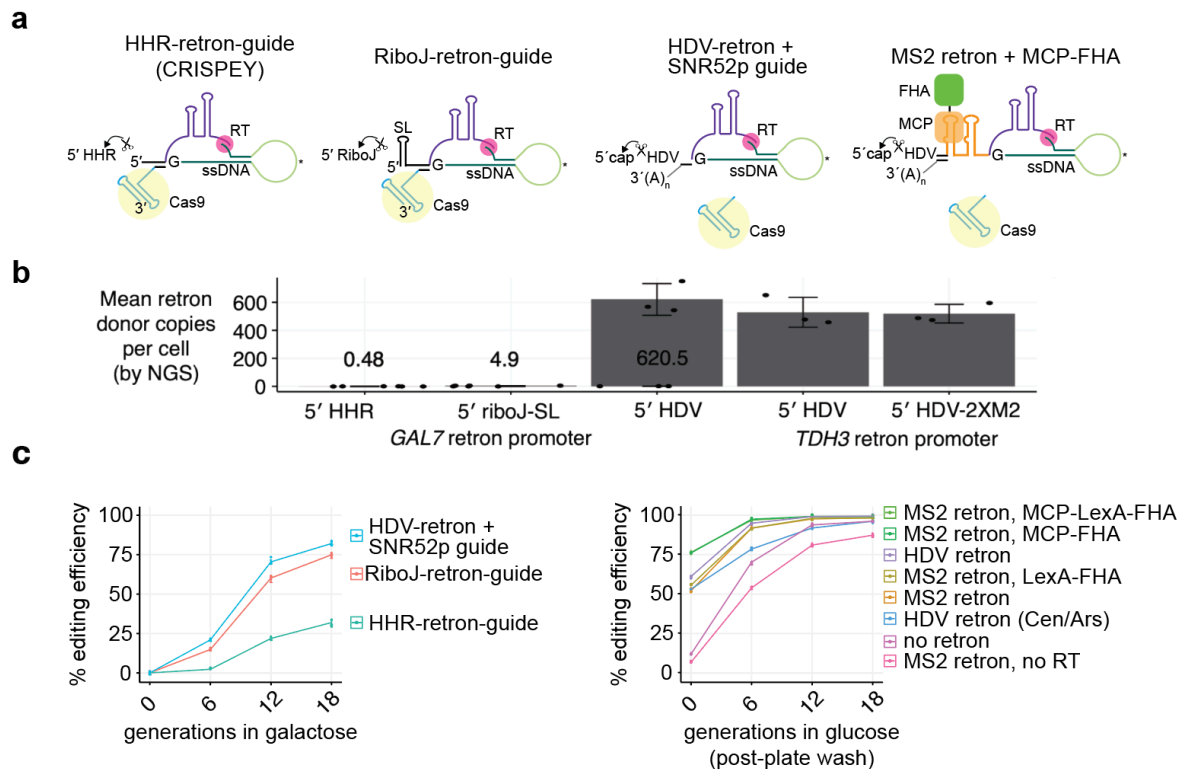 a
HHR-retron-guide
(CRISPEY)
RT
5′ HHR
5′
G
ssDNA
*
3′
Cas9
RiboJ-retron-guide
SL
RT
5′ RiboJ
5′
G
ssDNA
*
3′
Cas9
HDV-retron +
SNR52p guide
RT
5′cap
HDV
G
3′(A)n
ssDNA
*
Cas9
MS2 retron + MCP-FHA
FHA
MCP
RT
5′cap
HDV
G
3′(A)n
ssDNA
*
Cas9
b
Mean retron
donor copies
per cell
(by NGS)
600
400
200
0
0.48
4.9
620.5
5′ HHR
5′ riboJ-SL
5′ HDV
5′ HDV
5′ HDV-2XM2
GAL7 retron promoter
TDH3 retron promoter
c
% editing efficiency
100
75
50
25
0
0
6
12
18
generations in galactose
HDV-retron +
SNR52p guide
RiboJ-retron-guide
HHR-retron-guide
% editing efficiency
100
75
50
25
0
0
6
12
18
generations in glucose
(post-plate wash)
MS2 retron, MCP-LexA-FHA
MS2 retron, MCP-FHA
HDV retron
MS2 retron, LexA-FHA
MS2 retron
HDV retron (Cen/Ars)
no retron
MS2 retron, no RT